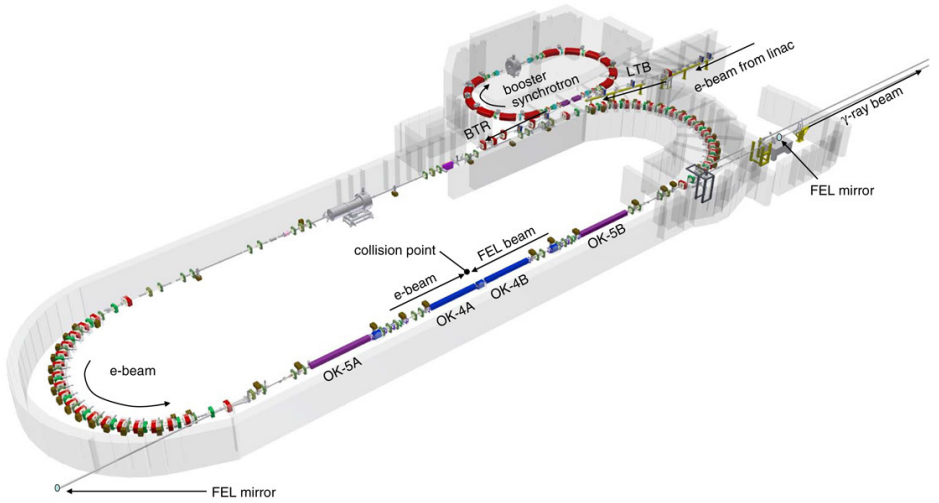 booster
synchrotron
LTB
e-beam from linac
BTR
γ-ray beam
FEL mirror
collision point
FEL beam
e-beam
OK-5B
OK-4B
OK-4A
OK-5A
e-beam
FEL mirror